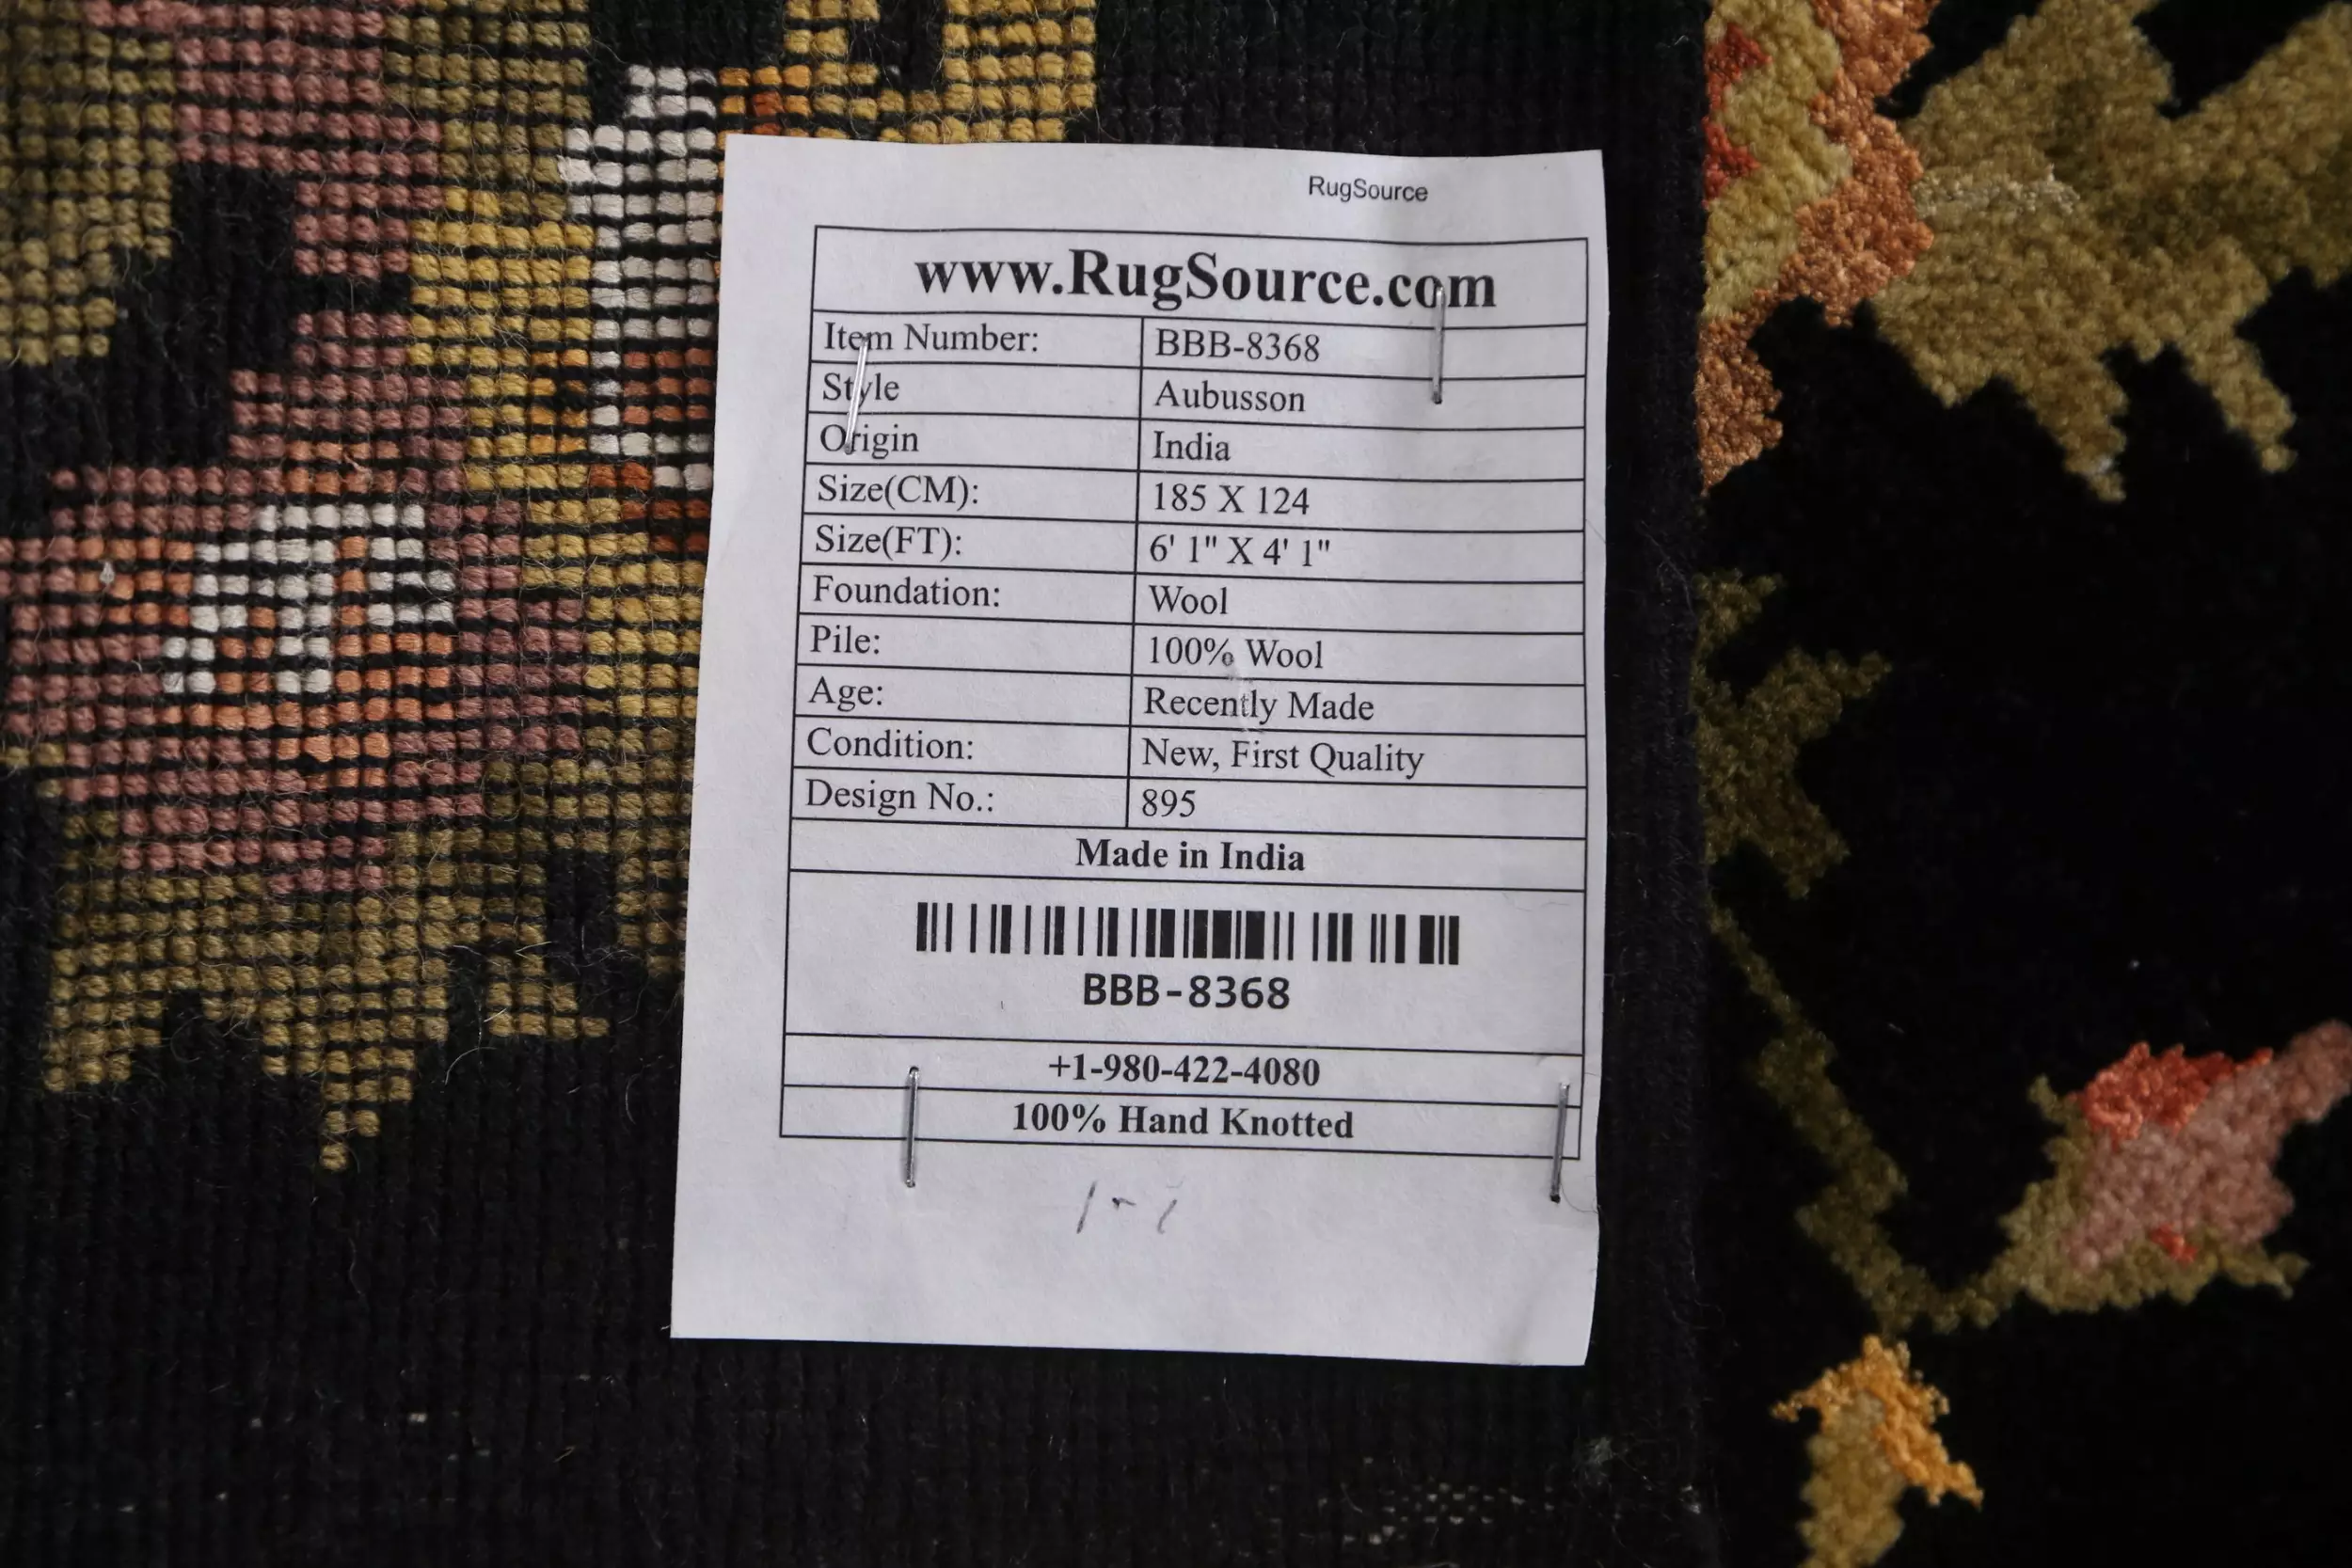 RugSource
www.RugSource.com
Item Number: BBB-8368
Style Aubusson
Origin India
Size(CM): 185 X 124
Size(FT): 6' 1" X 4' 1"
Foundation: Wool
Pile: 100% Wool
Age: Recently Made
Condition: New, First Quality
Design No.: 895
Made in India
BBB-8368
+1-980-422-4080
100% Hand Knotted